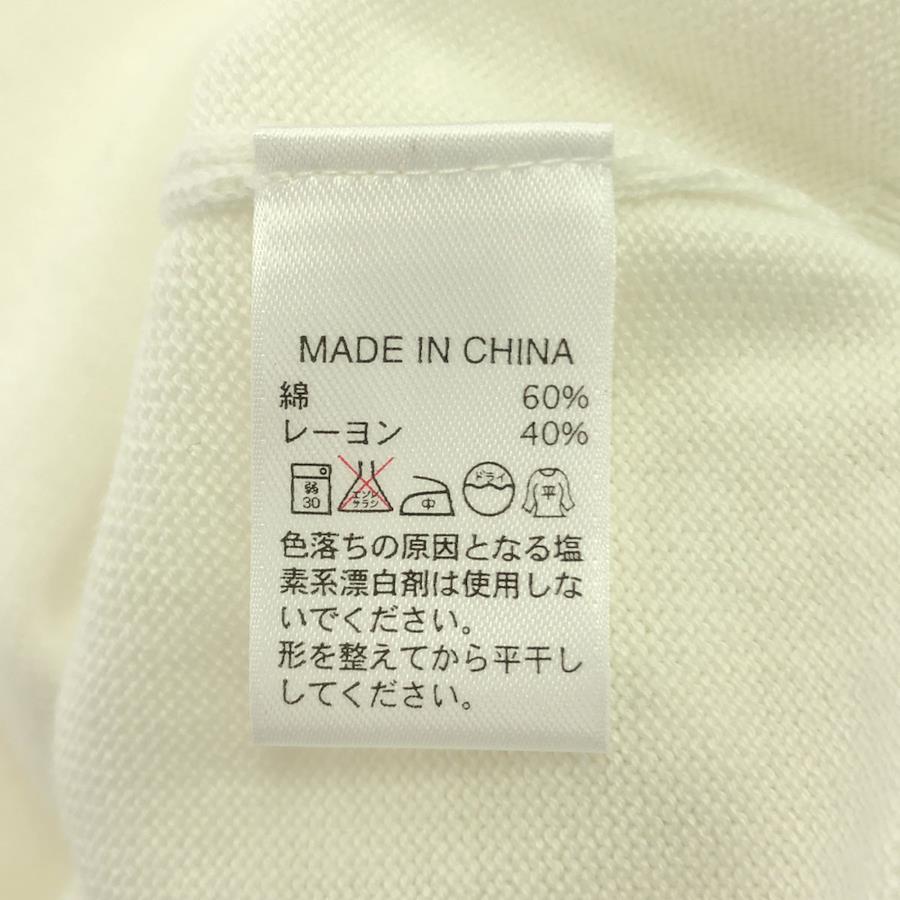 MADE IN CHINA
綿 60%
レーヨン 40%
弱 30 エンソ サラシ 中 ドライ 平
色落ちの原因となる塩
素系漂白剤は使用しな
いでください。
形を整えてから平干し
してください。